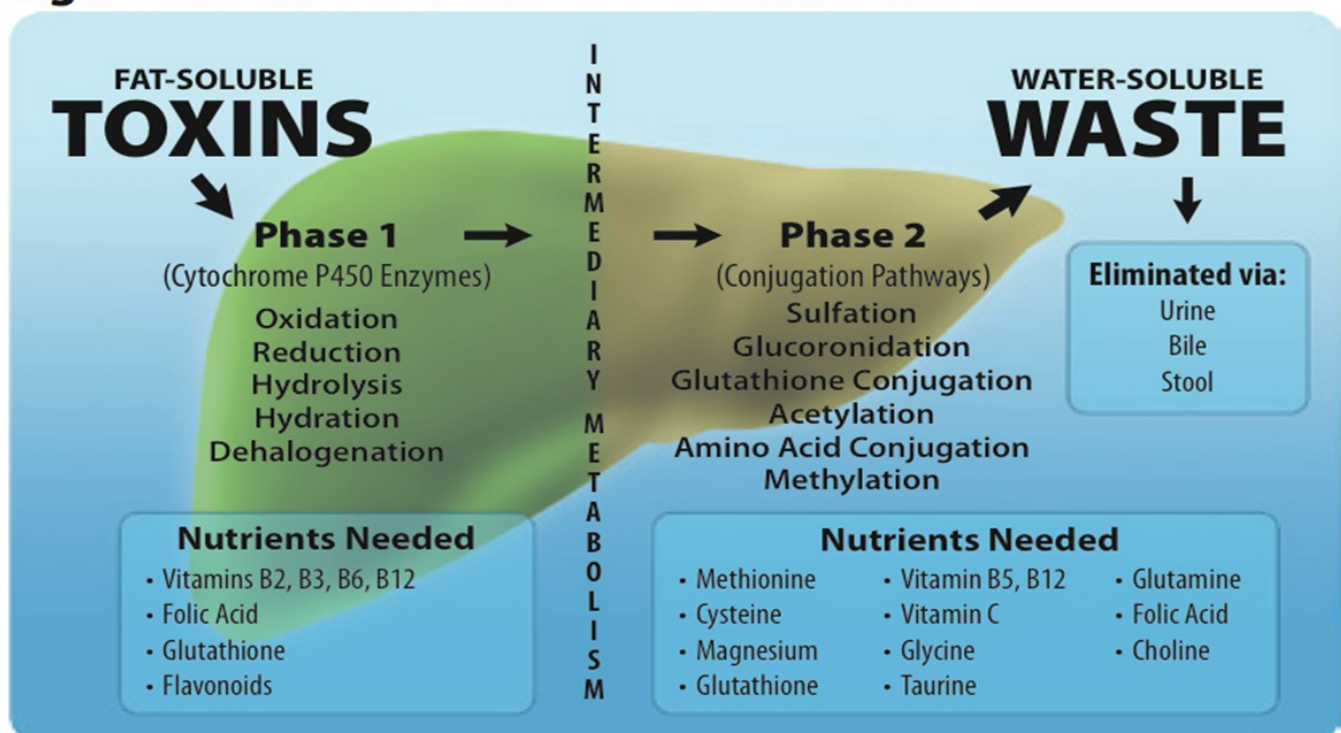 FAT-SOLUBLE
TOXINS
Phase 1
(Cytochrome P450 Enzymes)
Oxidation
Reduction
Hydrolysis
Hydration
Dehalogenation
Nutrients Needed
• Vitamins B2, B3, B6, B12
• Folic Acid
• Glutathione
• Flavonoids
INTERMEDIARY METABOLISM
Phase 2
(Conjugation Pathways)
Sulfation
Glucoronidation
Glutathione Conjugation
Acetylation
Amino Acid Conjugation
Methylation
Nutrients Needed
• Methionine
• Cysteine
• Magnesium
• Glutathione
• Vitamin B5, B12
• Vitamin C
• Glycine
• Taurine
• Glutamine
• Folic Acid
• Choline
WATER-SOLUBLE
WASTE
Eliminated via:
Urine
Bile
Stool